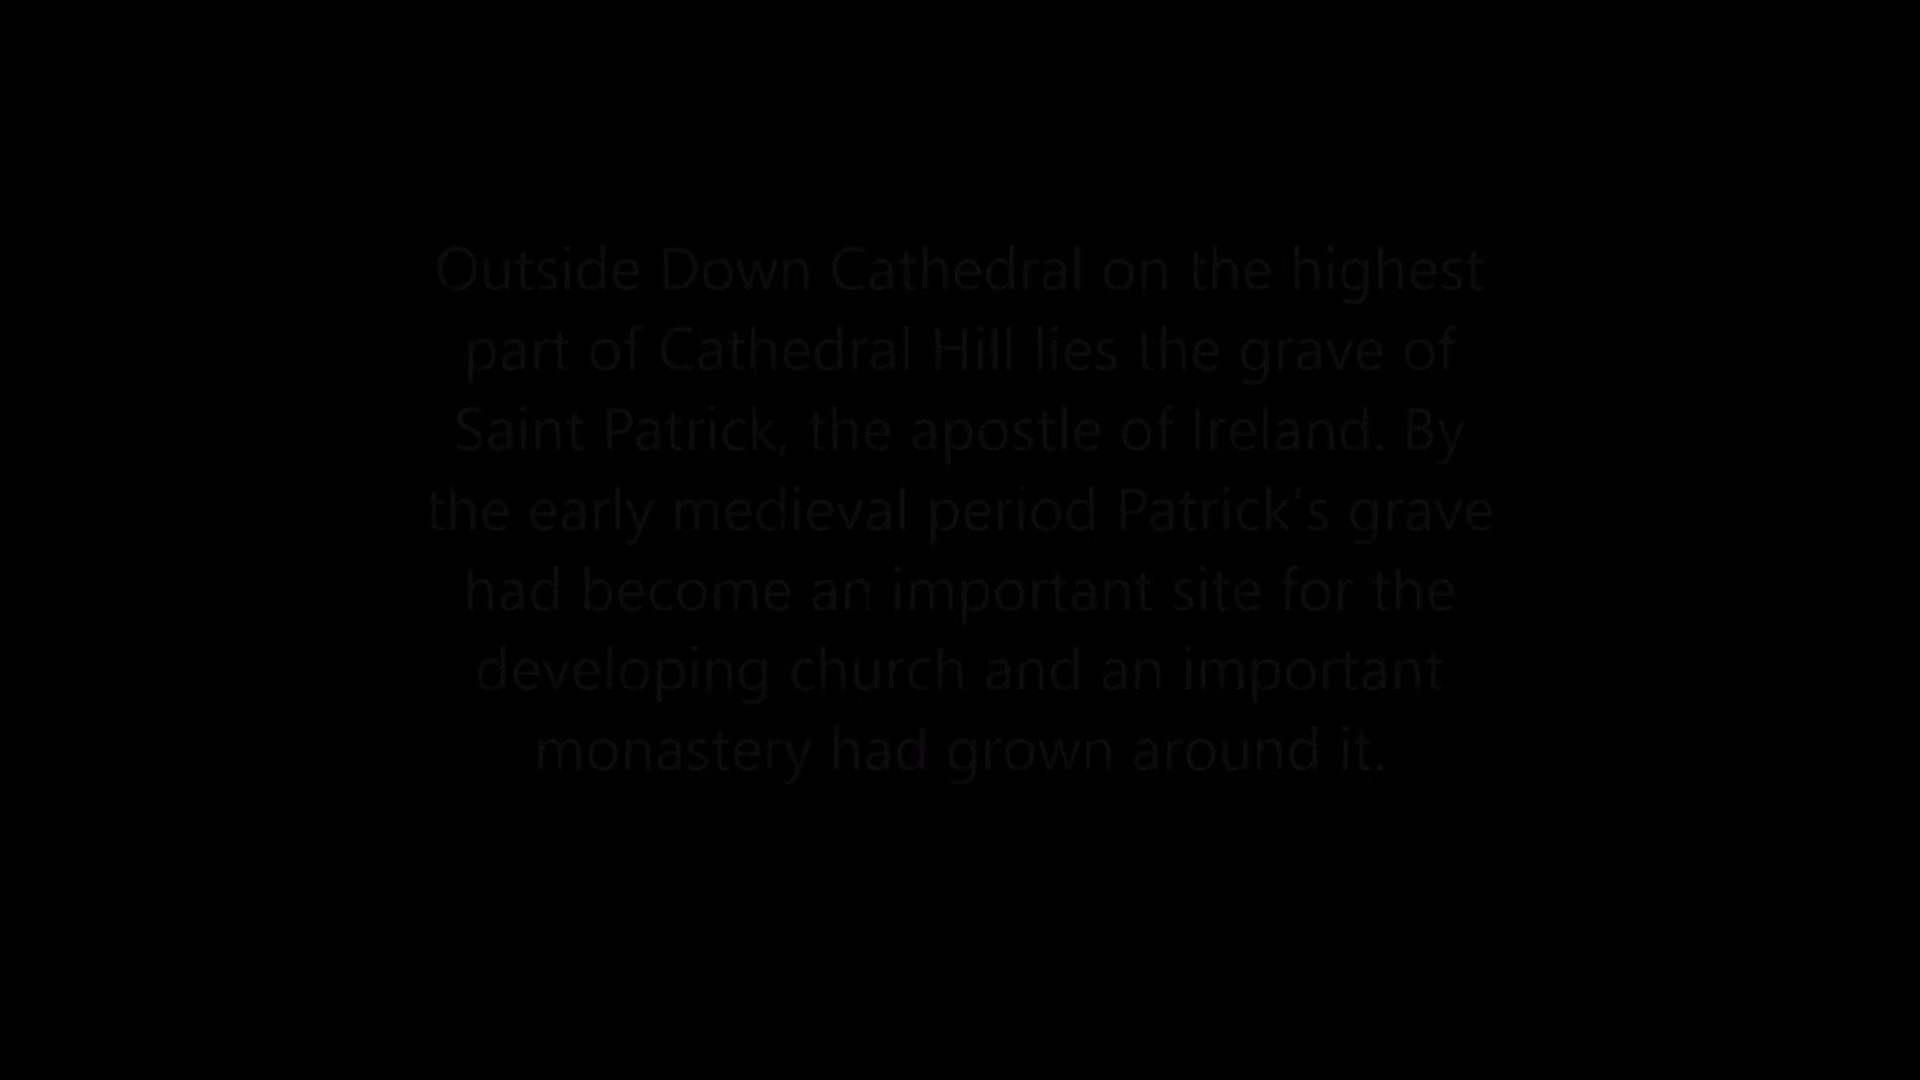 Outside Down Cathedral on the highest
part of Cathedral Hill lies the grave of
Saint Patrick, the apostle of Ireland. By
the early medieval period Patrick’s grave
had become an important site for the
developing church and an important
monastery had grown around it.